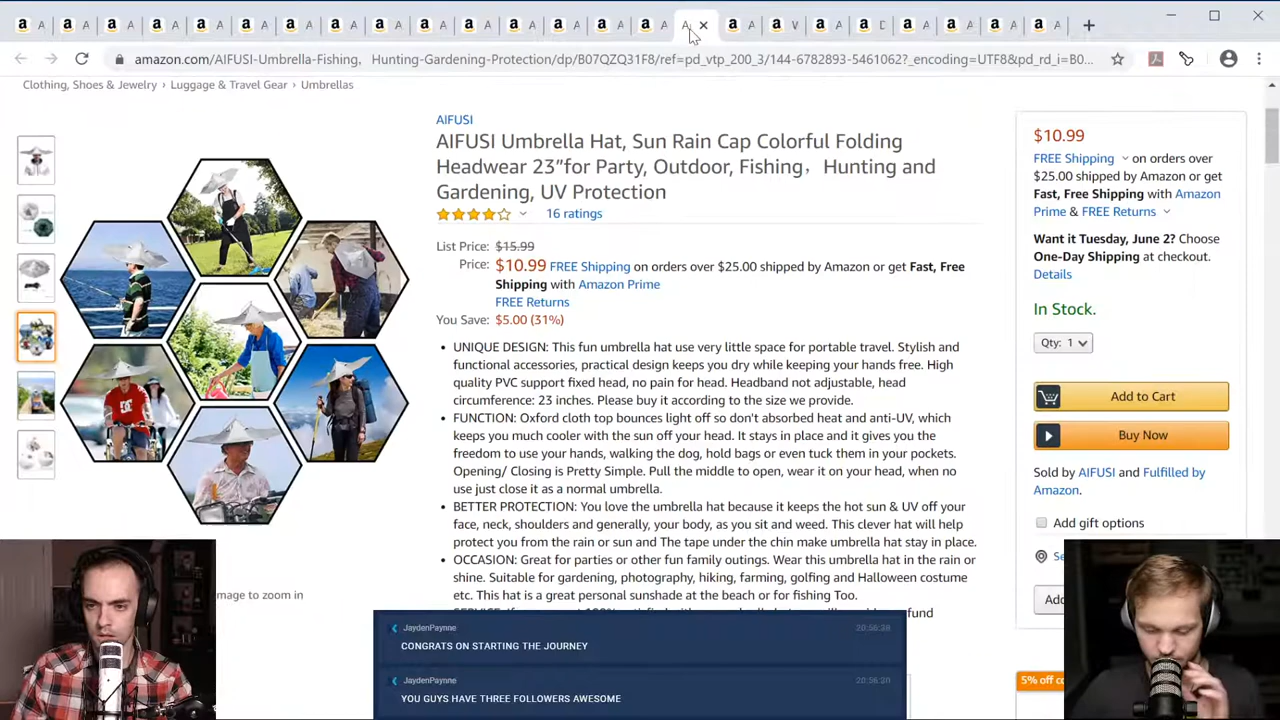 amazon.com/AIFUSI-Umbrella-Fishing，Hunting-Gardening-Protection/dp/B07QZQ31F8/ref=pd_vtp_200_3/144-6782893-5461062?_encoding=UTF8&pd_rd_i=B0...
Clothing, Shoes & Jewelry › Luggage & Travel Gear › Umbrellas
AIFUSI
AIFUSI Umbrella Hat, Sun Rain Cap Colorful Folding
Headwear 23”for Party, Outdoor, Fishing，Hunting and
Gardening, UV Protection
16 ratings
List Price: $15.99
Price: $10.99 FREE Shipping on orders over $25.00 shipped by Amazon or get Fast, Free
Shipping with Amazon Prime
FREE Returns
You Save: $5.00 (31%)
• UNIQUE DESIGN: This fun umbrella hat use very little space for portable travel. Stylish and
functional accessories, practical design keeps you dry while keeping your hands free. High
quality PVC support fixed head, no pain for head. Headband not adjustable, head
circumference: 23 inches. Please buy it according to the size we provide.
• FUNCTION: Oxford cloth top bounces light off so don't absorbed heat and anti-UV, which
keeps you much cooler with the sun off your head. It stays in place and it gives you the
freedom to use your hands, walking the dog, hold bags or even tuck them in your pockets.
Opening/ Closing is Pretty Simple. Pull the middle to open, wear it on your head, when no
use just close it as a normal umbrella.
• BETTER PROTECTION: You love the umbrella hat because it keeps the hot sun & UV off your
face, neck, shoulders and generally, your body, as you sit and weed. This clever hat will help
protect you from the rain or sun and The tape under the chin make umbrella hat stay in place.
• OCCASION: Great for parties or other fun family outings. Wear this umbrella hat in the rain or
shine. Suitable for gardening, photography, hiking, farming, golfing and Halloween costume
etc. This hat is a great personal sunshade at the beach or for fishing Too.
mage to zoom in
$10.99
FREE Shipping on orders over
$25.00 shipped by Amazon or get
Fast, Free Shipping with Amazon
Prime & FREE Returns
Want it Tuesday, June 2? Choose
One-Day Shipping at checkout.
Details
In Stock.
Qty: 1
Add to Cart
Buy Now
Sold by AIFUSI and Fulfilled by
Amazon.
Add gift options
Se
Add
5% off co
JaydenPaynne 20:56:28
CONGRATS ON STARTING THE JOURNEY
JaydenPaynne 20:56:20
YOU GUYS HAVE THREE FOLLOWERS AWESOME